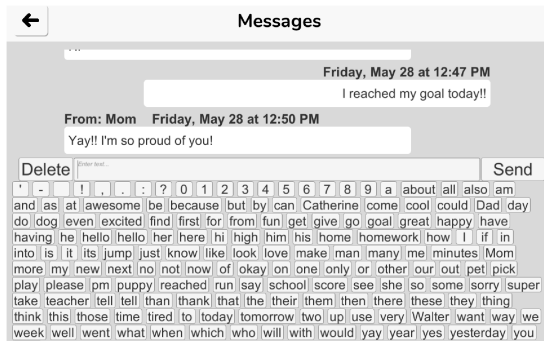 Messages
Friday, May 28 at 12:47 PM
I reached my goal today!!
From: Mom Friday, May 28 at 12:50 PM
Yay!! I'm so proud of you!
Delete Enter text... Send
' - ! , . : ? 0 1 2 3 4 5 6 7 8 9 a about all also am
and as at awesome be because but by can Catherine come cool could Dad day
do dog even excited find first for from fun get give go goal great happy have
having he hello hello her here hi high him his home homework how I if in
into is it its jump just know like look love make man many me minutes Mom
more my new next no not now of okay on one only or other our out pet pick
play please pm puppy reached run say school score see she so some sorry super
take teacher tell tell than thank that the their them then there these they thing
think this those time tired to today tomorrow two up use very Walter want way we
week well went what when which who will with would yay year yes yesterday you